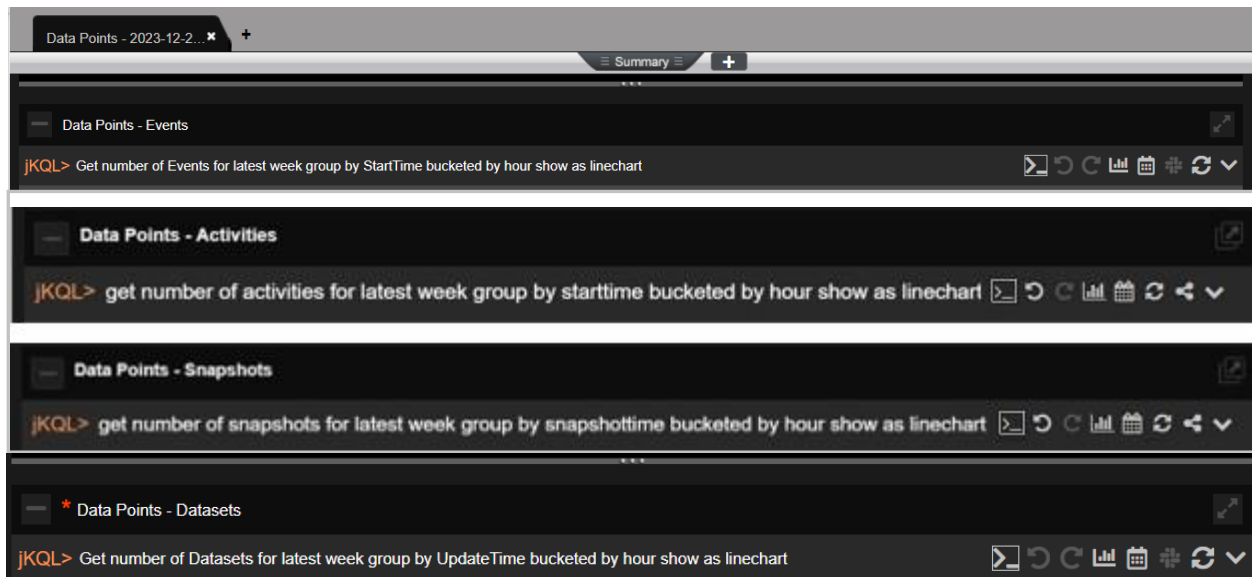 Data Points - 2023-12-2...
Summary
Data Points - Events
jKQL> Get number of Events for latest week group by StartTime bucketed by hour show as linechart
Data Points - Activities
jKQL> get number of activities for latest week group by starttime bucketed by hour show as linechart
Data Points - Snapshots
jKQL> get number of snapshots for latest week group by snapshottime bucketed by hour show as linechart
* Data Points - Datasets
jKQL> Get number of Datasets for latest week group by UpdateTime bucketed by hour show as linechart